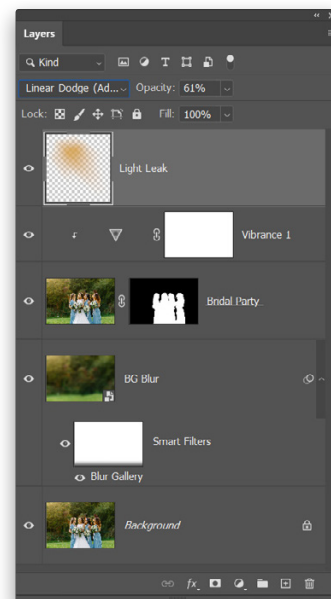 Layers
Kind
Linear Dodge (Ad... Opacity: 61%
Lock: Fill: 100%
Light Leak
Vibrance 1
Bridal Party
BG Blur
Smart Filters
Blur Gallery
Background
fx